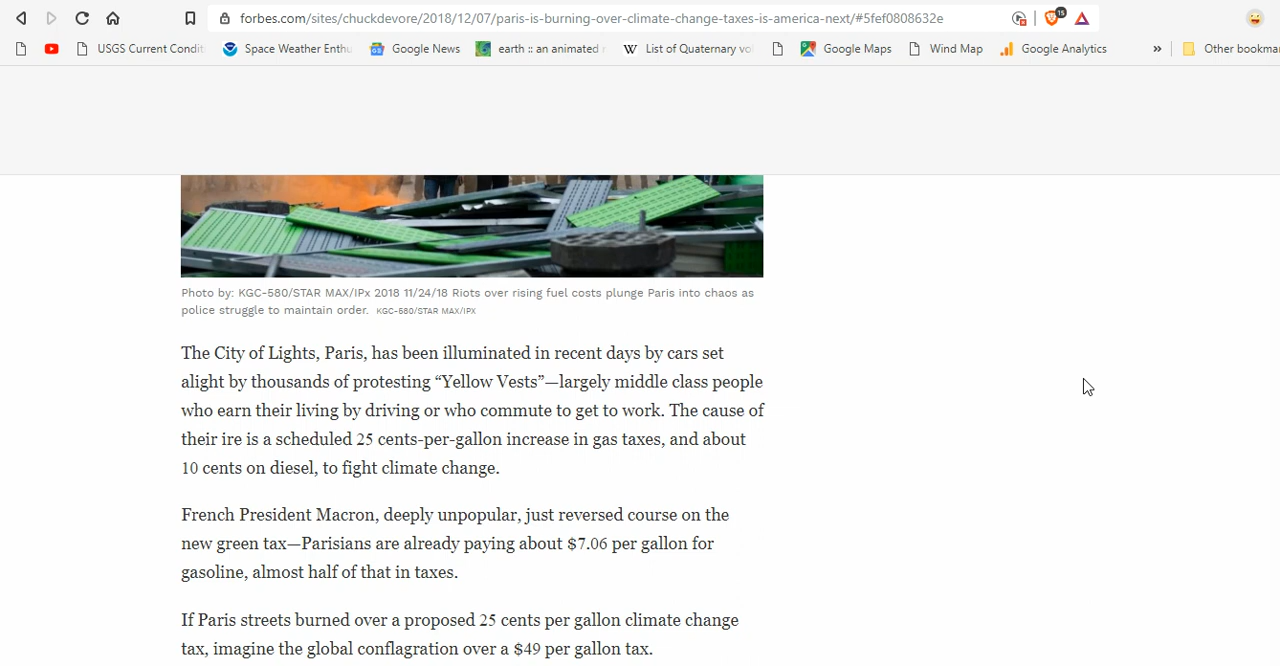 forbes.com/sites/chuckdevore/2018/12/07/paris-is-burning-over-climate-change-taxes-is-america-next/#5fef0808632e
15
USGS Current Condit
Space Weather Enthu
Google News
earth :: an animated
W List of Quaternary vo
Google Maps
Wind Map
Google Analytics
»
Other bookma
Photo by: KGC-580/STAR MAX/IPx 2018 11/24/18 Riots over rising fuel costs plunge Paris into chaos as
police struggle to maintain order. KGC-580/STAR MAX/IPX
The City of Lights, Paris, has been illuminated in recent days by cars set
alight by thousands of protesting “Yellow Vests”—largely middle class people
who earn their living by driving or who commute to get to work. The cause of
their ire is a scheduled 25 cents-per-gallon increase in gas taxes, and about
10 cents on diesel, to fight climate change.
French President Macron, deeply unpopular, just reversed course on the
new green tax—Parisians are already paying about $7.06 per gallon for
gasoline, almost half of that in taxes.
If Paris streets burned over a proposed 25 cents per gallon climate change
tax, imagine the global conflagration over a $49 per gallon tax.